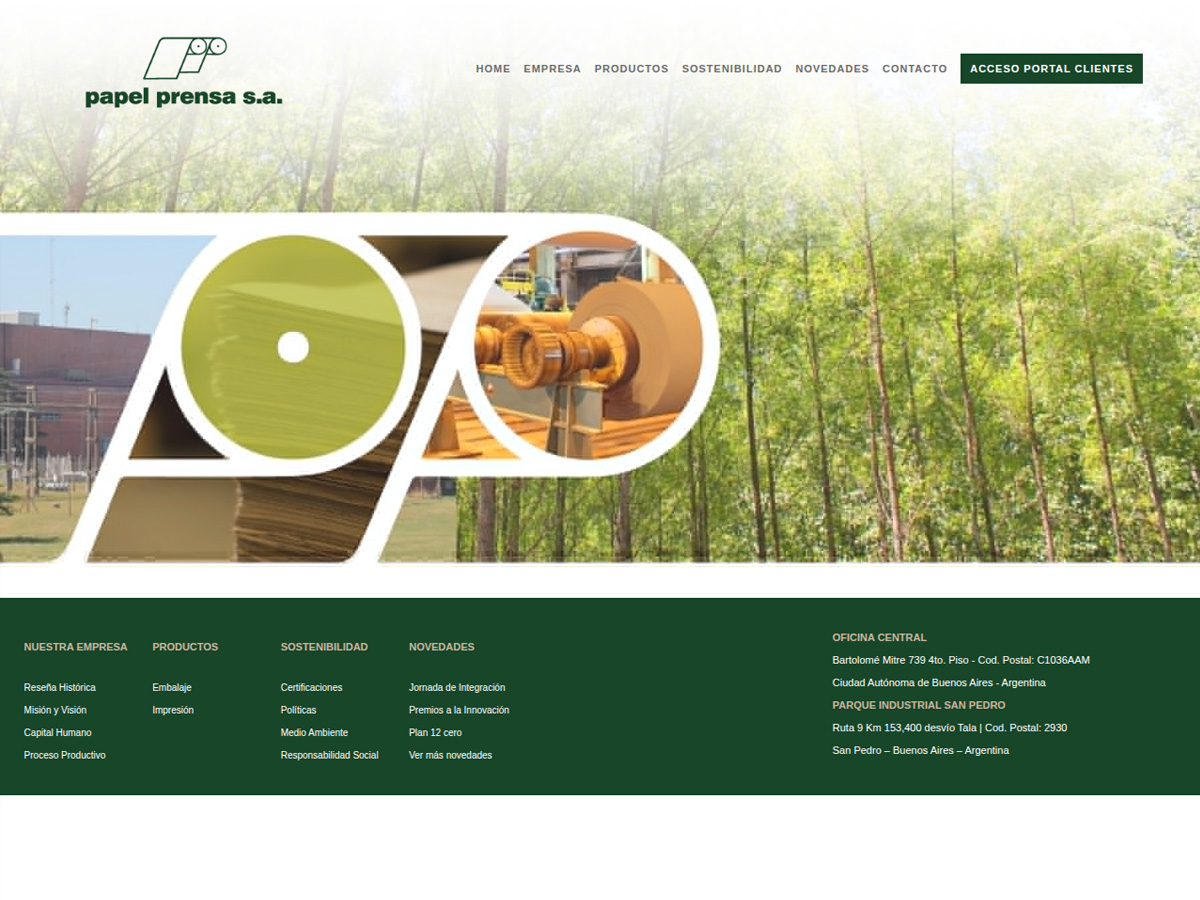 papel prensa s.a.
HOME EMPRESA PRODUCTOS SOSTENIBILIDAD NOVEDADES CONTACTO ACCESO PORTAL CLIENTES
NUESTRA EMPRESA
Reseña Histórica
Misión y Visión
Capital Humano
Proceso Productivo
PRODUCTOS
Embalaje
Impresión
SOSTENIBILIDAD
Certificaciones
Políticas
Medio Ambiente
Responsabilidad Social
NOVEDADES
Jornada de Integración
Premios a la Innovación
Plan 12 cero
Ver más novedades
OFICINA CENTRAL
Bartolomé Mitre 739 4to. Piso - Cod. Postal: C1036AAM
Ciudad Autónoma de Buenos Aires - Argentina
PARQUE INDUSTRIAL SAN PEDRO
Ruta 9 Km 153,400 desvío Tala | Cod. Postal: 2930
San Pedro – Buenos Aires – Argentina